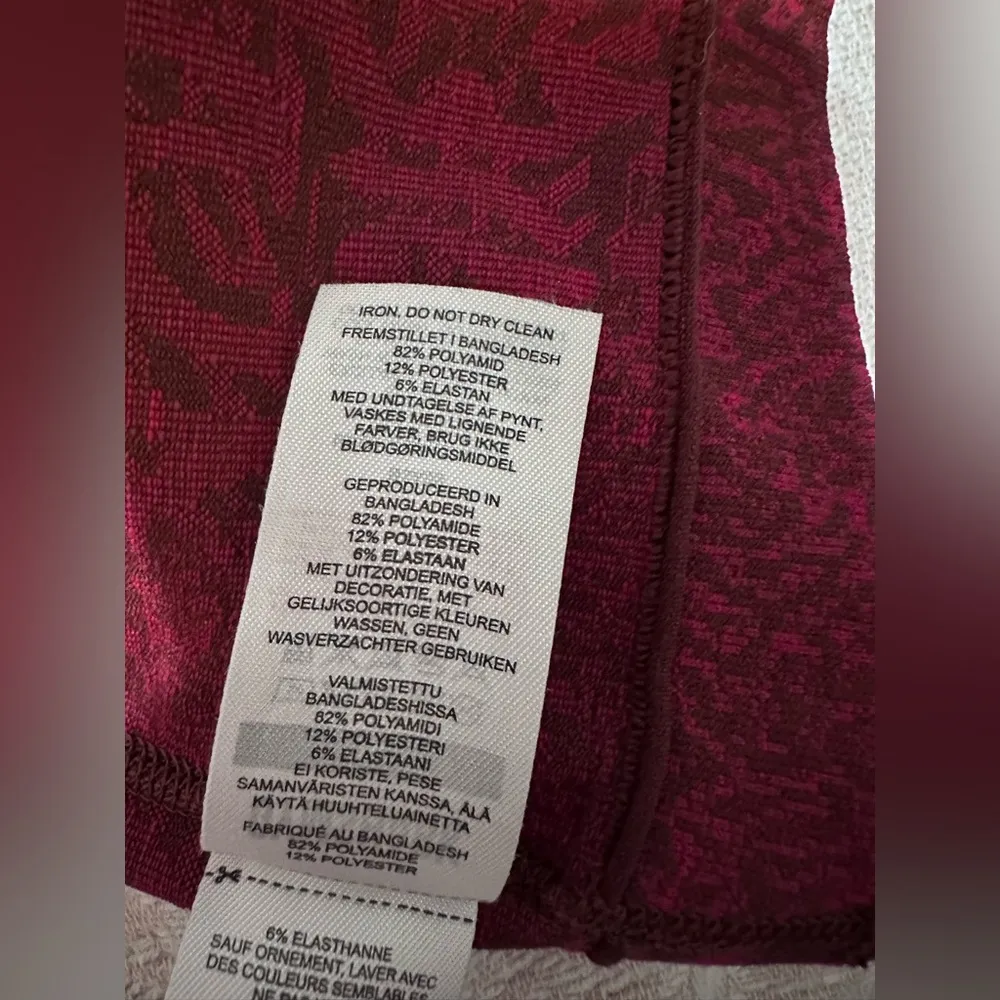 IRON, DO NOT DRY CLEAN
FREMSTILLET I BANGLADESH
82% POLYAMID
12% POLYESTER
6% ELASTAN
MED UNDTAGELSE AF PYNT,
VASKES MED LIGNENDE
FARVER, BRUG IKKE
BLØDGØRINGSMIDDEL
GEPRODUCEERD IN
BANGLADESH
82% POLYAMIDE
12% POLYESTER
6% ELASTAAN
MET UITZONDERING VAN
DECORATIE, MET
GELIJKSOORTIGE KLEUREN
WASSEN, GEEN
WASVERZACHTER GEBRUIKEN
VALMISTETTU
BANGLADESHISSA
82% POLYAMIDI
12% POLYESTERI
6% ELASTAANI
EI KORISTE, PESE
SAMANVÄRISTEN KANSSA, ÄLÄ
KÄYTÄ HUUHTELUAINETTA
FABRIQUÉ AU BANGLADESH
82% POLYAMIDE
12% POLYESTER
6% ELASTHANNE
SAUF ORNEMENT, LAVER AVEC
DES COULEURS SEMBLABLES